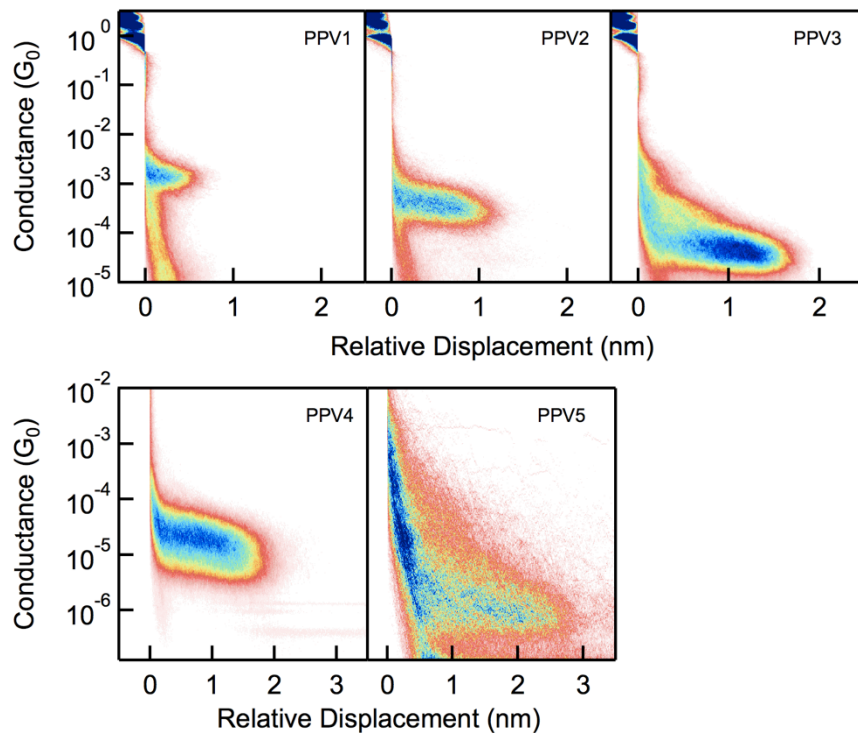 PPV1 PPV2 PPV3
Conductance (G₀)
10⁰
10⁻¹
10⁻²
10⁻³
10⁻⁴
10⁻⁵
0 1 2 0 1 2 0 1 2
Relative Displacement (nm)
PPV4 PPV5
Conductance (G₀)
10⁻²
10⁻³
10⁻⁴
10⁻⁵
10⁻⁶
0 1 2 3 0 1 2 3
Relative Displacement (nm)